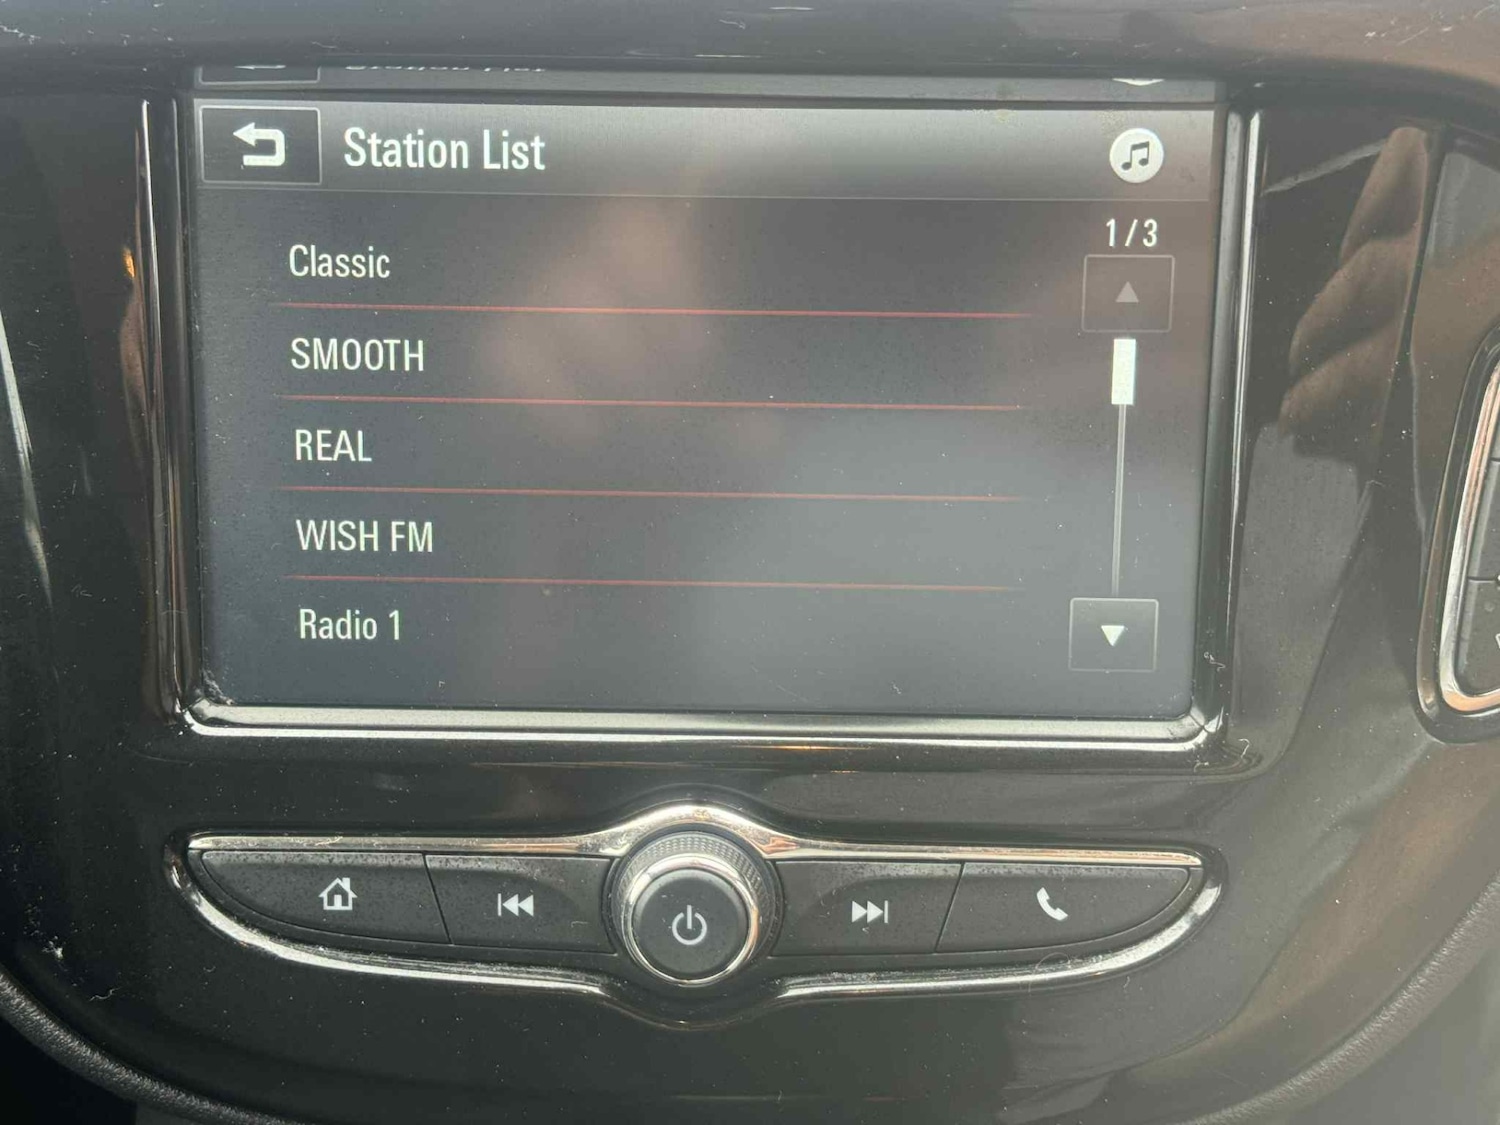 Station List
1/3
Classic
SMOOTH
REAL
WISH FM
Radio 1